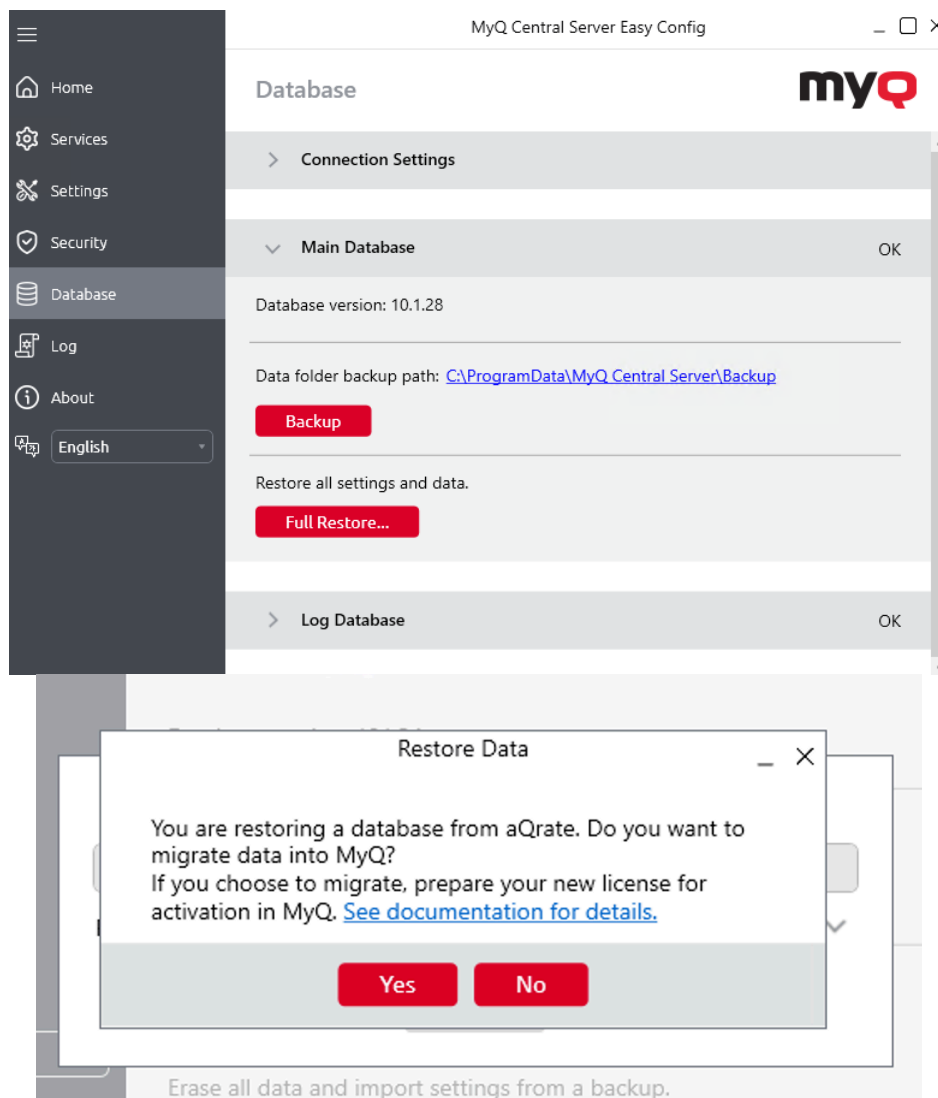 MyQ Central Server Easy Config
Home
Services
Settings
Security
Database
Log
About
English
Database
myQ
Connection Settings
Main Database
OK
Database version: 10.1.28
Data folder backup path: C:\ProgramData\MyQ Central Server\Backup
Backup
Restore all settings and data.
Full Restore...
Log Database
OK
Restore Data
You are restoring a database from aQrate. Do you want to
migrate data into MyQ?
If you choose to migrate, prepare your new license for
activation in MyQ. See documentation for details.
Yes
No
Erase all data and import settings from a backup.